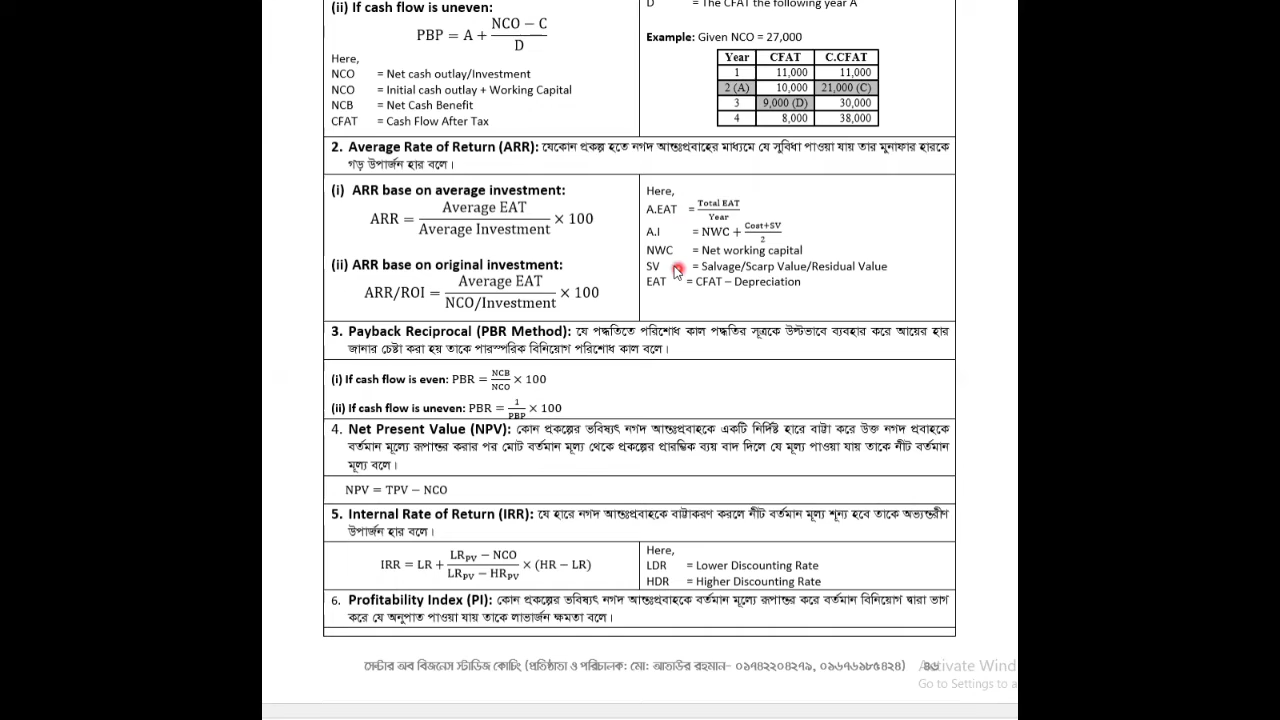 (ii) If cash flow is uneven:
PBP = A + (NCO − C)/D
Here,
NCO = Net cash outlay/Investment
NCO = Initial cash outlay + Working Capital
NCB = Net Cash Benefit
CFAT = Cash Flow After Tax
D = The CFAT the following year A
Example: Given NCO = 27,000
Year CFAT C.CFAT
1 11,000 11,000
2 (A) 10,000 21,000 (C)
3 9,000 (D) 30,000
4 8,000 38,000
2. Average Rate of Return (ARR): যেকোন প্রকল্প হতে নগদ আন্তঃপ্রবাহের মাধ্যমে যে সুবিধা পাওয়া যায় তার মুনাফার হারকে
গড় উপার্জন হার বলে।
(i) ARR base on average investment:
ARR = Average EAT/Average Investment × 100
(ii) ARR base on original investment:
ARR/ROI = Average EAT/NCO/Investment × 100
Here,
A.EAT = Total EAT/Year
A.I = NWC + Cost+SV/2
NWC = Net working capital
SV = Salvage/Scarp Value/Residual Value
EAT = CFAT – Depreciation
3. Payback Reciprocal (PBR Method): যে পদ্ধতিতে পরিশোধ কাল পদ্ধতির সূত্রকে উল্টভাবে ব্যবহার করে আয়ের হার
জানার চেষ্টা করা হয় তাকে পারস্পরিক বিনিয়োগ পরিশোধ কাল বলে।
(i) If cash flow is even: PBR = NCB/NCO × 100
(ii) If cash flow is uneven: PBR = 1/PBP × 100
4. Net Present Value (NPV): কোন প্রকল্পের ভবিষ্যৎ নগদ আন্তঃপ্রবাহকে একটি নির্দিষ্ট হারে বাট্টা করে উক্ত নগদ প্রবাহকে
বর্তমান মূল্যে রূপান্তর করার পর মোট বর্তমান মূল্য থেকে প্রকল্পের প্রারম্ভিক ব্যয় বাদ দিলে যে মূল্য পাওয়া যায় তাকে নীট বর্তমান
মূল্য বলে।
NPV = TPV − NCO
5. Internal Rate of Return (IRR): যে হারে নগদ আন্তঃপ্রবাহকে বাট্টাকরণ করলে নীট বর্তমান মূল্য শূন্য হবে তাকে অভ্যন্তরীণ
উপার্জন হার বলে।
IRR = LR + (LRPV − NCO)/(LRPV − HRPV) × (HR − LR)
Here,
LDR = Lower Discounting Rate
HDR = Higher Discounting Rate
6. Profitability Index (PI): কোন প্রকল্পের ভবিষ্যৎ নগদ আন্তঃপ্রবাহকে বর্তমান মূল্যে রূপান্তর করে বর্তমান বিনিয়োগ দ্বারা ভাগ
করে যে অনুপাত পাওয়া যায় তাকে লাভার্জন ক্ষমতা বলে।
সেন্টার অব বিজনেস স্টাডিজ কোচিং (প্রতিষ্ঠাতা ও পরিচালক: মো: আতাউর রহমান- ০১৭৪২২০৪২৭৯, ০১৬৭৬১৮৫৪২৪) ৪৬
Activate Wind
Go to Settings to a